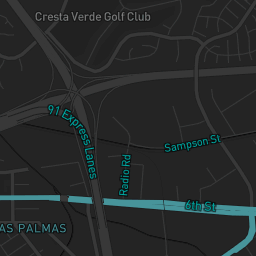 Cresta Verde Golf Club
91 Express Lanes
Sampson St
Radio Rd
6th St
AS PALMAS